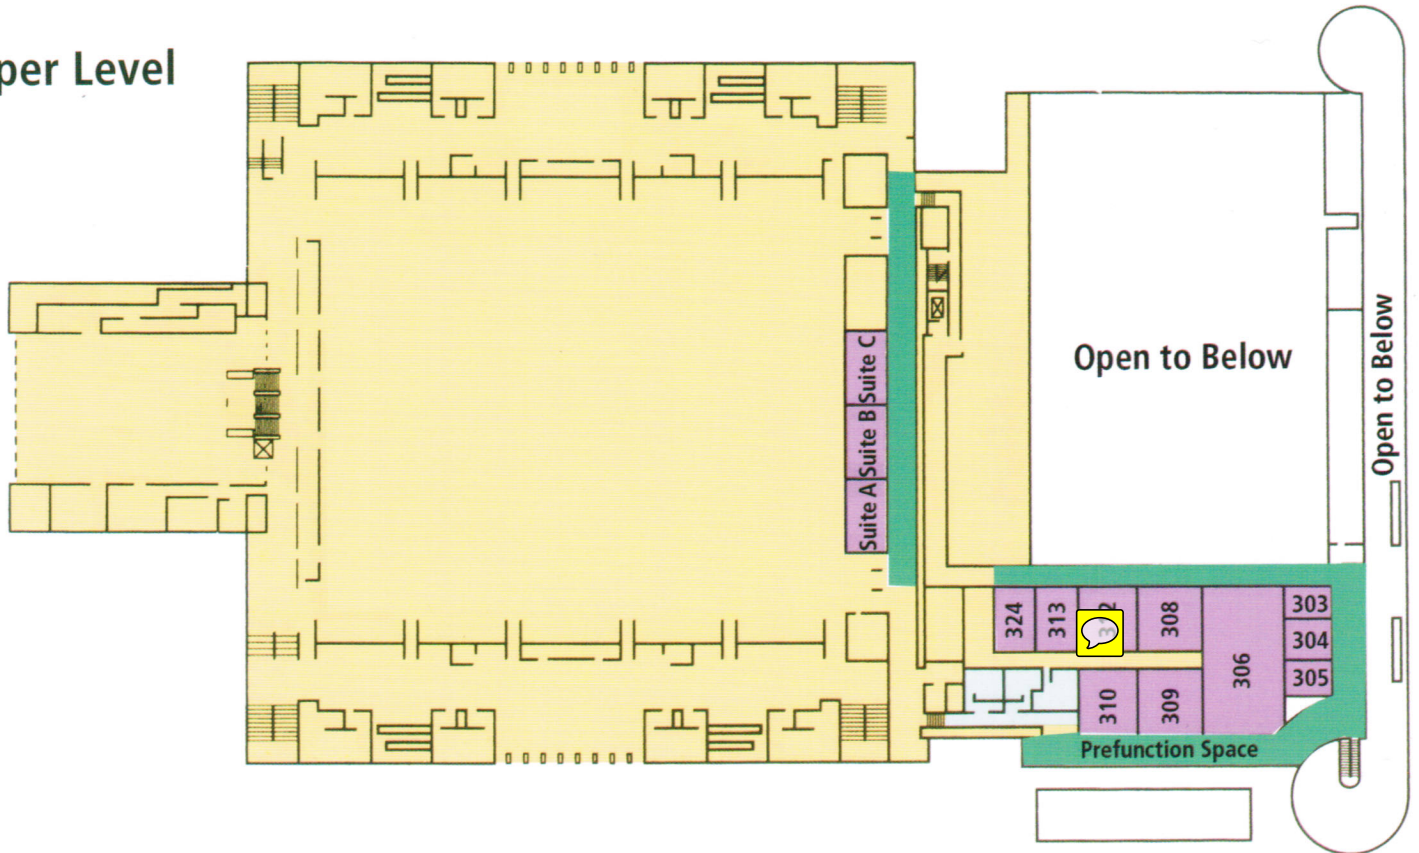 per Level
Open to Below
Open to Below
Suite C
Suite B
Suite A
324
313
308
306
303
304
305
310
309
Prefunction Space